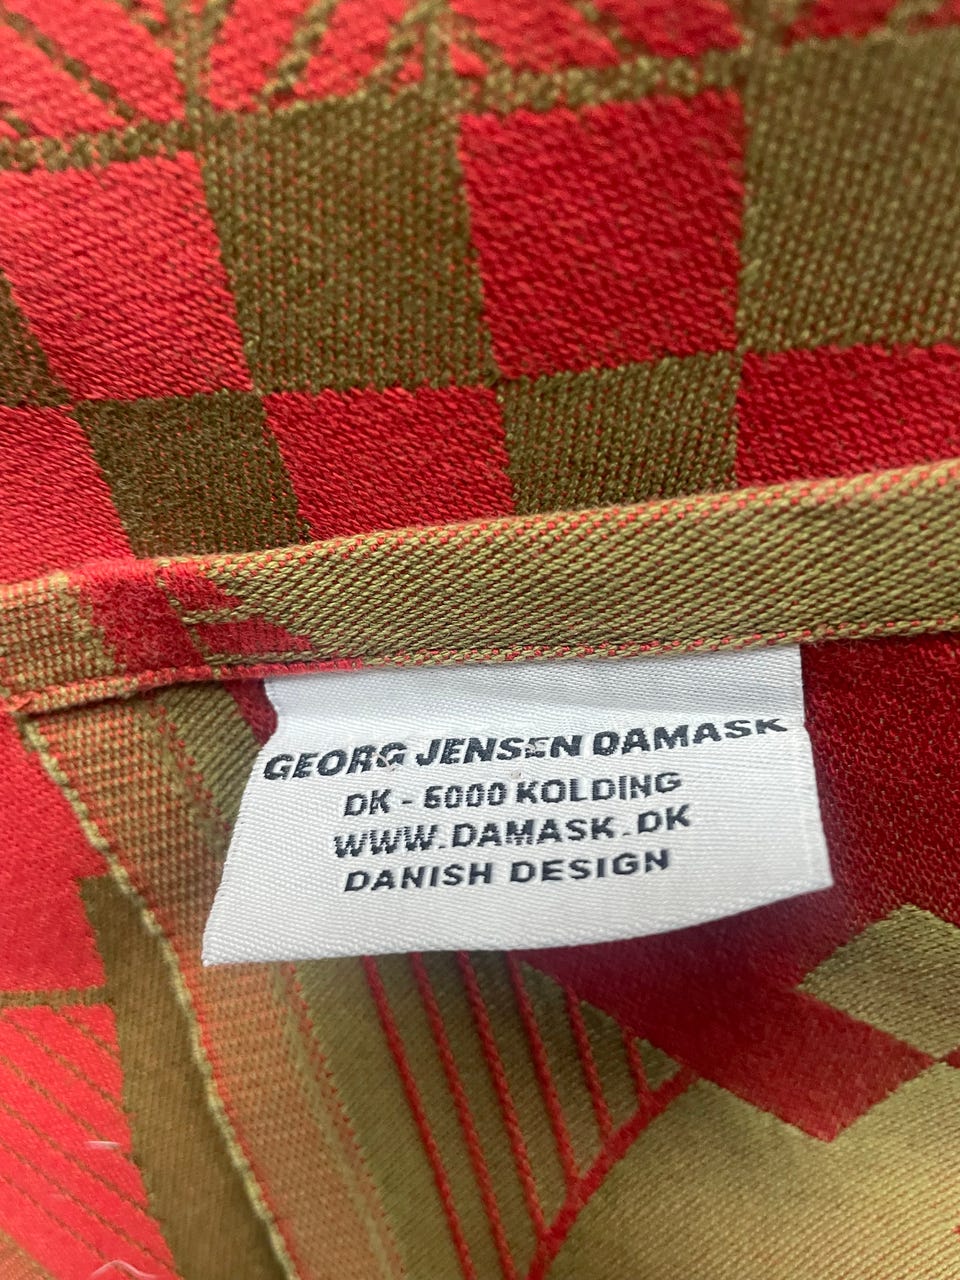 GEORG JENSEN DAMASK
DK - 6000 KOLDING
WWW.DAMASK.DK
DANISH DESIGN